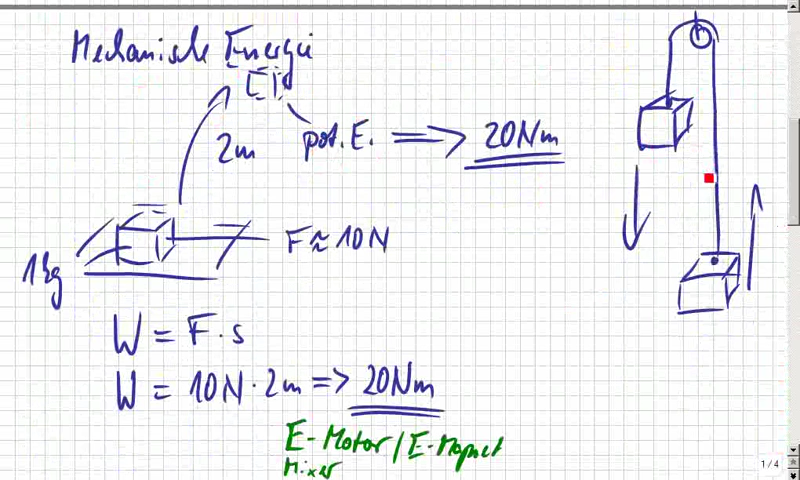 Mechanische Energie
2m
pot. E. => 20Nm
F ≈ 10N
1kg
W = F · s
W = 10N · 2m => 20Nm
E-Motor / E-Magnet
Mixer
1/4